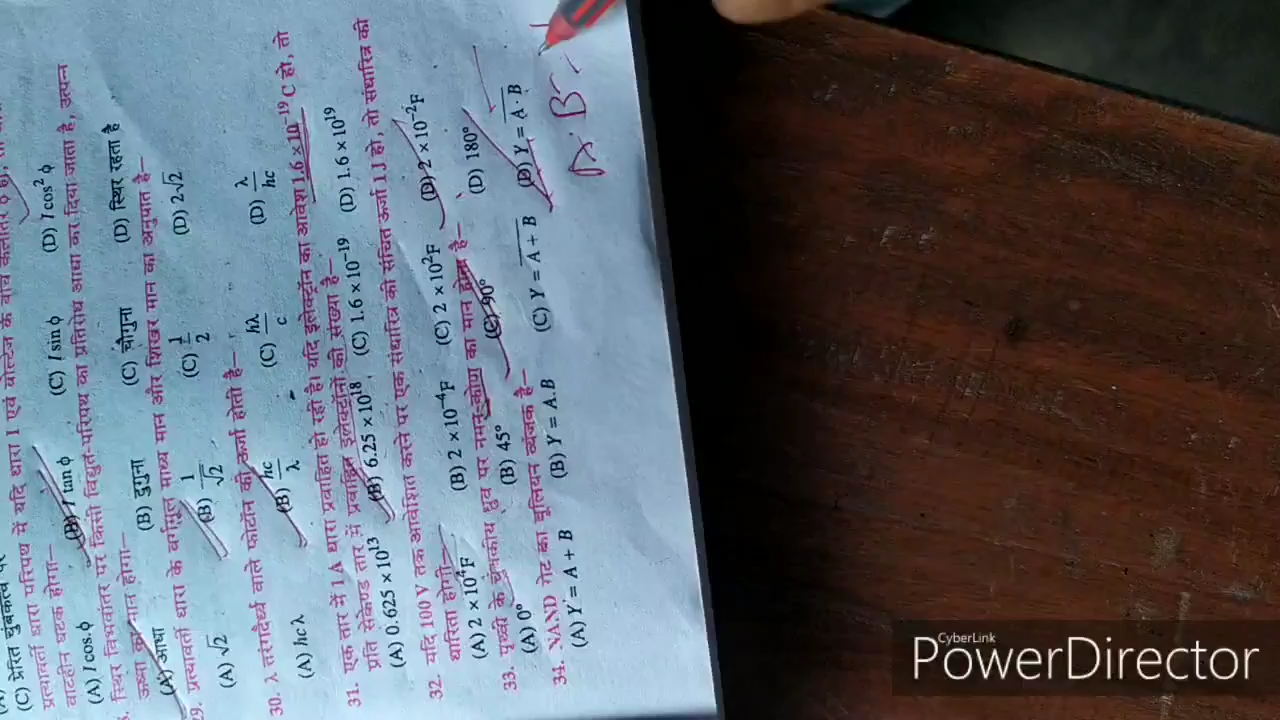 (C) प्रेरित चुंबकत्व पर
प्रत्यावर्ती धारा परिपथ में यदि धारा I एवं वोल्टेज के बीच कलांतर ϕ हो, तो
वाटहीन घटक होगा—
(A) I cos.ϕ (B) I tan ϕ (C) I sin ϕ (D) I cos² ϕ
स्थिर विभवांतर पर किसी विद्युत-परिपथ का प्रतिरोध आधा कर दिया जाता है, उत्पन्न
ऊष्मा का मान होगा—
(A) आधा (B) दुगुना (C) चौगुना (D) स्थिर रहता है
29. प्रत्यावर्ती धारा के वर्गमूल माध्य मान और शिखर मान का अनुपात है—
(A) √2 (B) 1/√2 (C) 1/2 (D) 2√2
30. λ तरंगदैर्घ्य वाले फोटॉन की ऊर्जा होती है—
(A) hcλ (B) hc/λ (C) hλ/c (D) λ/hc
31. एक तार में 1 A धारा प्रवाहित हो रही है। यदि इलेक्ट्रॉन का आवेश 1.6 × 10⁻¹⁹ C हो, तो
प्रति सेकेण्ड तार में प्रवाहित इलेक्ट्रॉनों की संख्या है—
(A) 0.625 × 10¹³ (B) 6.25 × 10¹⁸ (C) 1.6 × 10⁻¹⁹ (D) 1.6 × 10¹⁹
32. यदि 100 V तक आवेशित करने पर एक संधारित्र की संचित ऊर्जा 1 J हो, तो संधारित्र की
धारिता होगी—
(A) 2 × 10⁴F (B) 2 × 10⁻⁴F (C) 2 × 10²F (D) 2 × 10⁻²F
33. पृथ्वी के चुंबकीय ध्रुव पर नमन-कोण का मान होता है—
(A) 0° (B) 45° (C) 90° (D) 180°
34. NAND गेट का बूलियन व्यंजक है—
(A) Y = A + B (B) Y = A.B (C) Y = A̅ ̅+̅ ̅B̅ (D) Y = A̅ ̅·̅ ̅B̅
A·B
CyberLink
PowerDirector